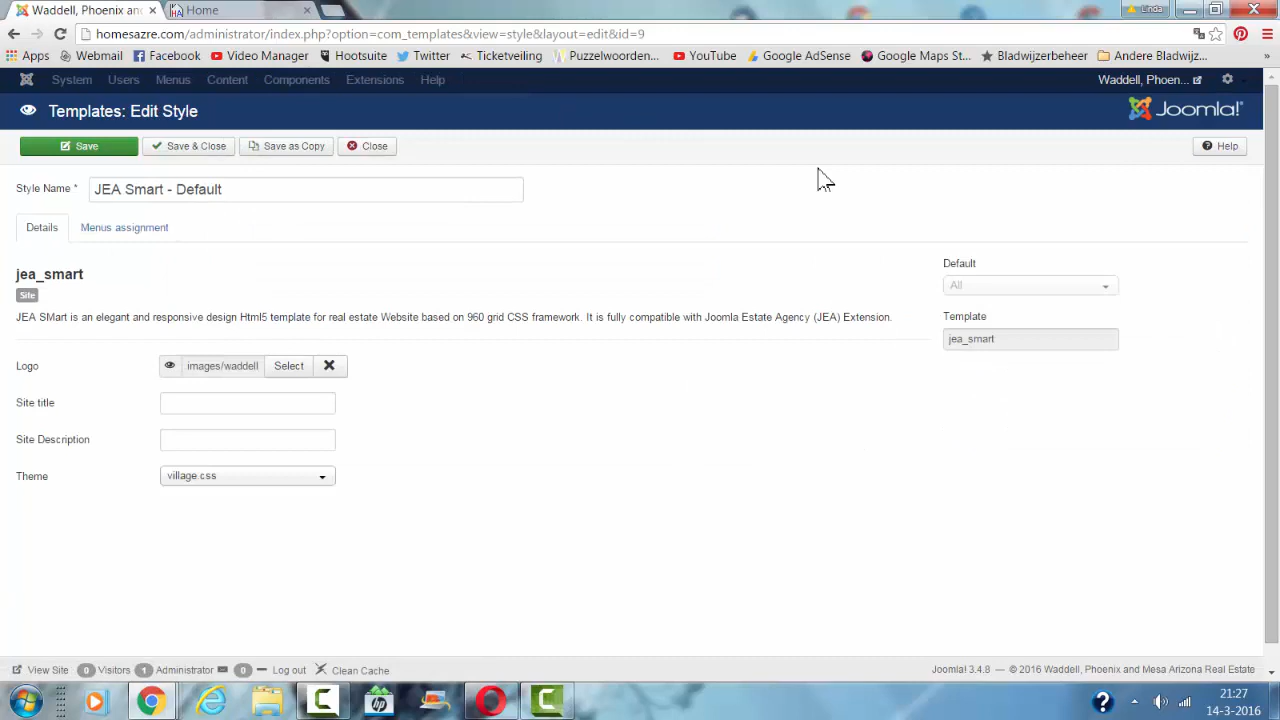 Waddell, Phoenix and
Home
Linda
homesazre.com/administrator/index.php?option=com_templates&view=style&layout=edit&id=9
Apps Webmail Facebook Video Manager Hootsuite Twitter Ticketveiling Puzzelwoorden... YouTube Google AdSense Google Maps St... Bladwijzerbeheer Andere Bladwijz... »
System Users Menus Content Components Extensions Help Waddell, Phoen...
Templates: Edit Style Joomla!
Save Save & Close Save as Copy Close Help
Style Name * JEA Smart - Default
Details Menus assignment
jea_smart
Site
JEA SMart is an elegant and responsive design Html5 template for real estate Website based on 960 grid CSS framework. It is fully compatible with Joomla Estate Agency (JEA) Extension.
Default
All
Template
jea_smart
Logo images/waddell Select
Site title
Site Description
Theme village.css
View Site 0 Visitors 1 Administrator 0 Log out Clean Cache Joomla! 3.4.8 — © 2016 Waddell, Phoenix and Mesa Arizona Real Estate
21:27
14-3-2016